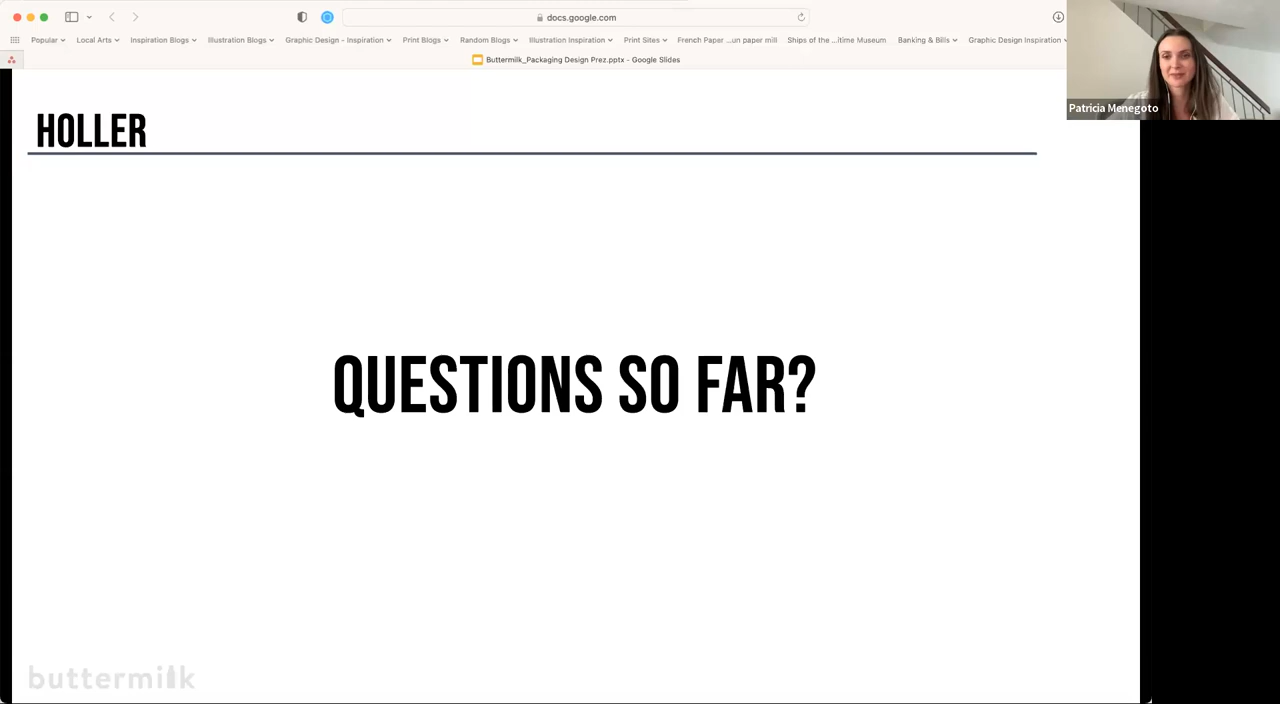 docs.google.com
Popular
Local Arts
Inspiration Blogs
Illustration Blogs
Graphic Design - Inspiration
Print Blogs
Random Blogs
Illustration Inspiration
Print Sites
French Paper ...un paper mill
Ships of the ...itime Museum
Banking & Bills
Graphic Design Inspiration
Buttermilk_Packaging Design Prez.pptx - Google Slides
Patricia Menegoto
HOLLER
QUESTIONS SO FAR?
buttermilk